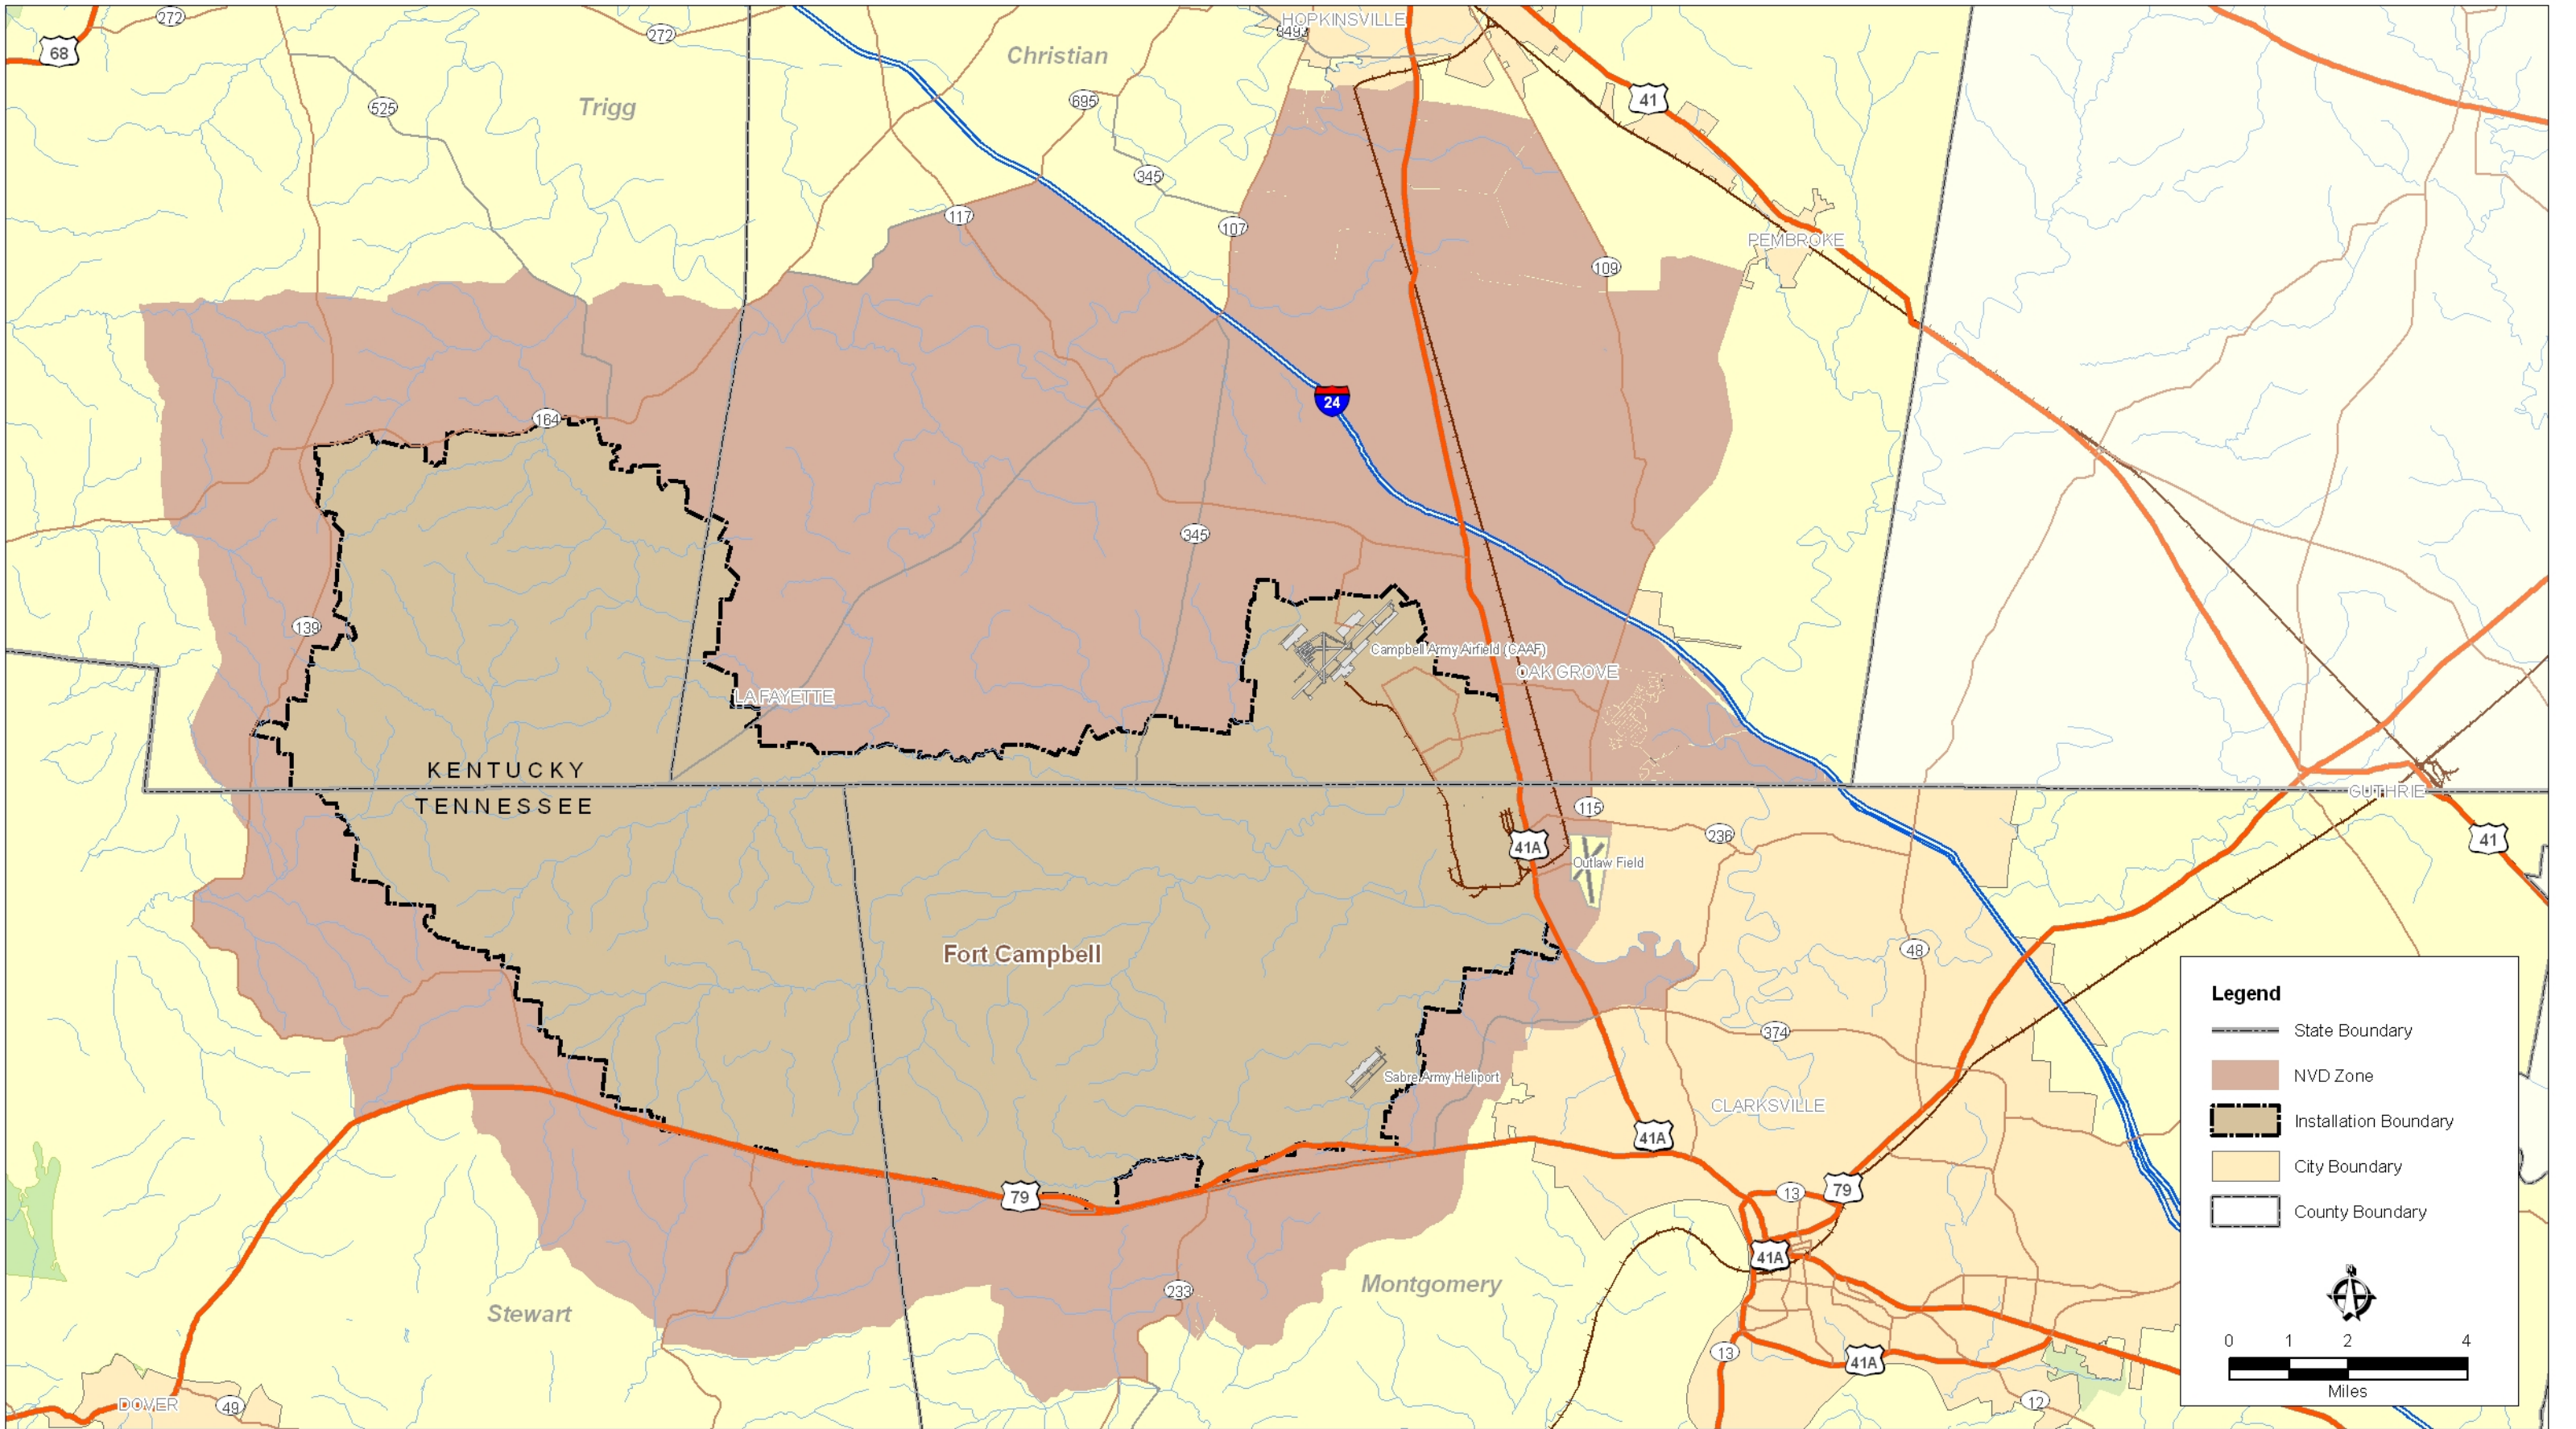 272
HOPKINSVILLE
68
272
3493
Christian
41
695
Trigg
525
345
117
107
PEMBROKE
109
24
164
345
139
Campbell Army Airfield (CAAF)
OAK GROVE
LA FAYETTE
KENTUCKY
TENNESSEE
GUTHRIE
115
236
41
41A
Outlaw Field
48
Fort Campbell
374
Sabre Army Heliport
CLARKSVILLE
41A
79
13
79
41A
233
Montgomery
Stewart
13
41A
DOVER
49
12
Legend
State Boundary
NVD Zone
Installation Boundary
City Boundary
County Boundary
N
0 1 2 4
Miles